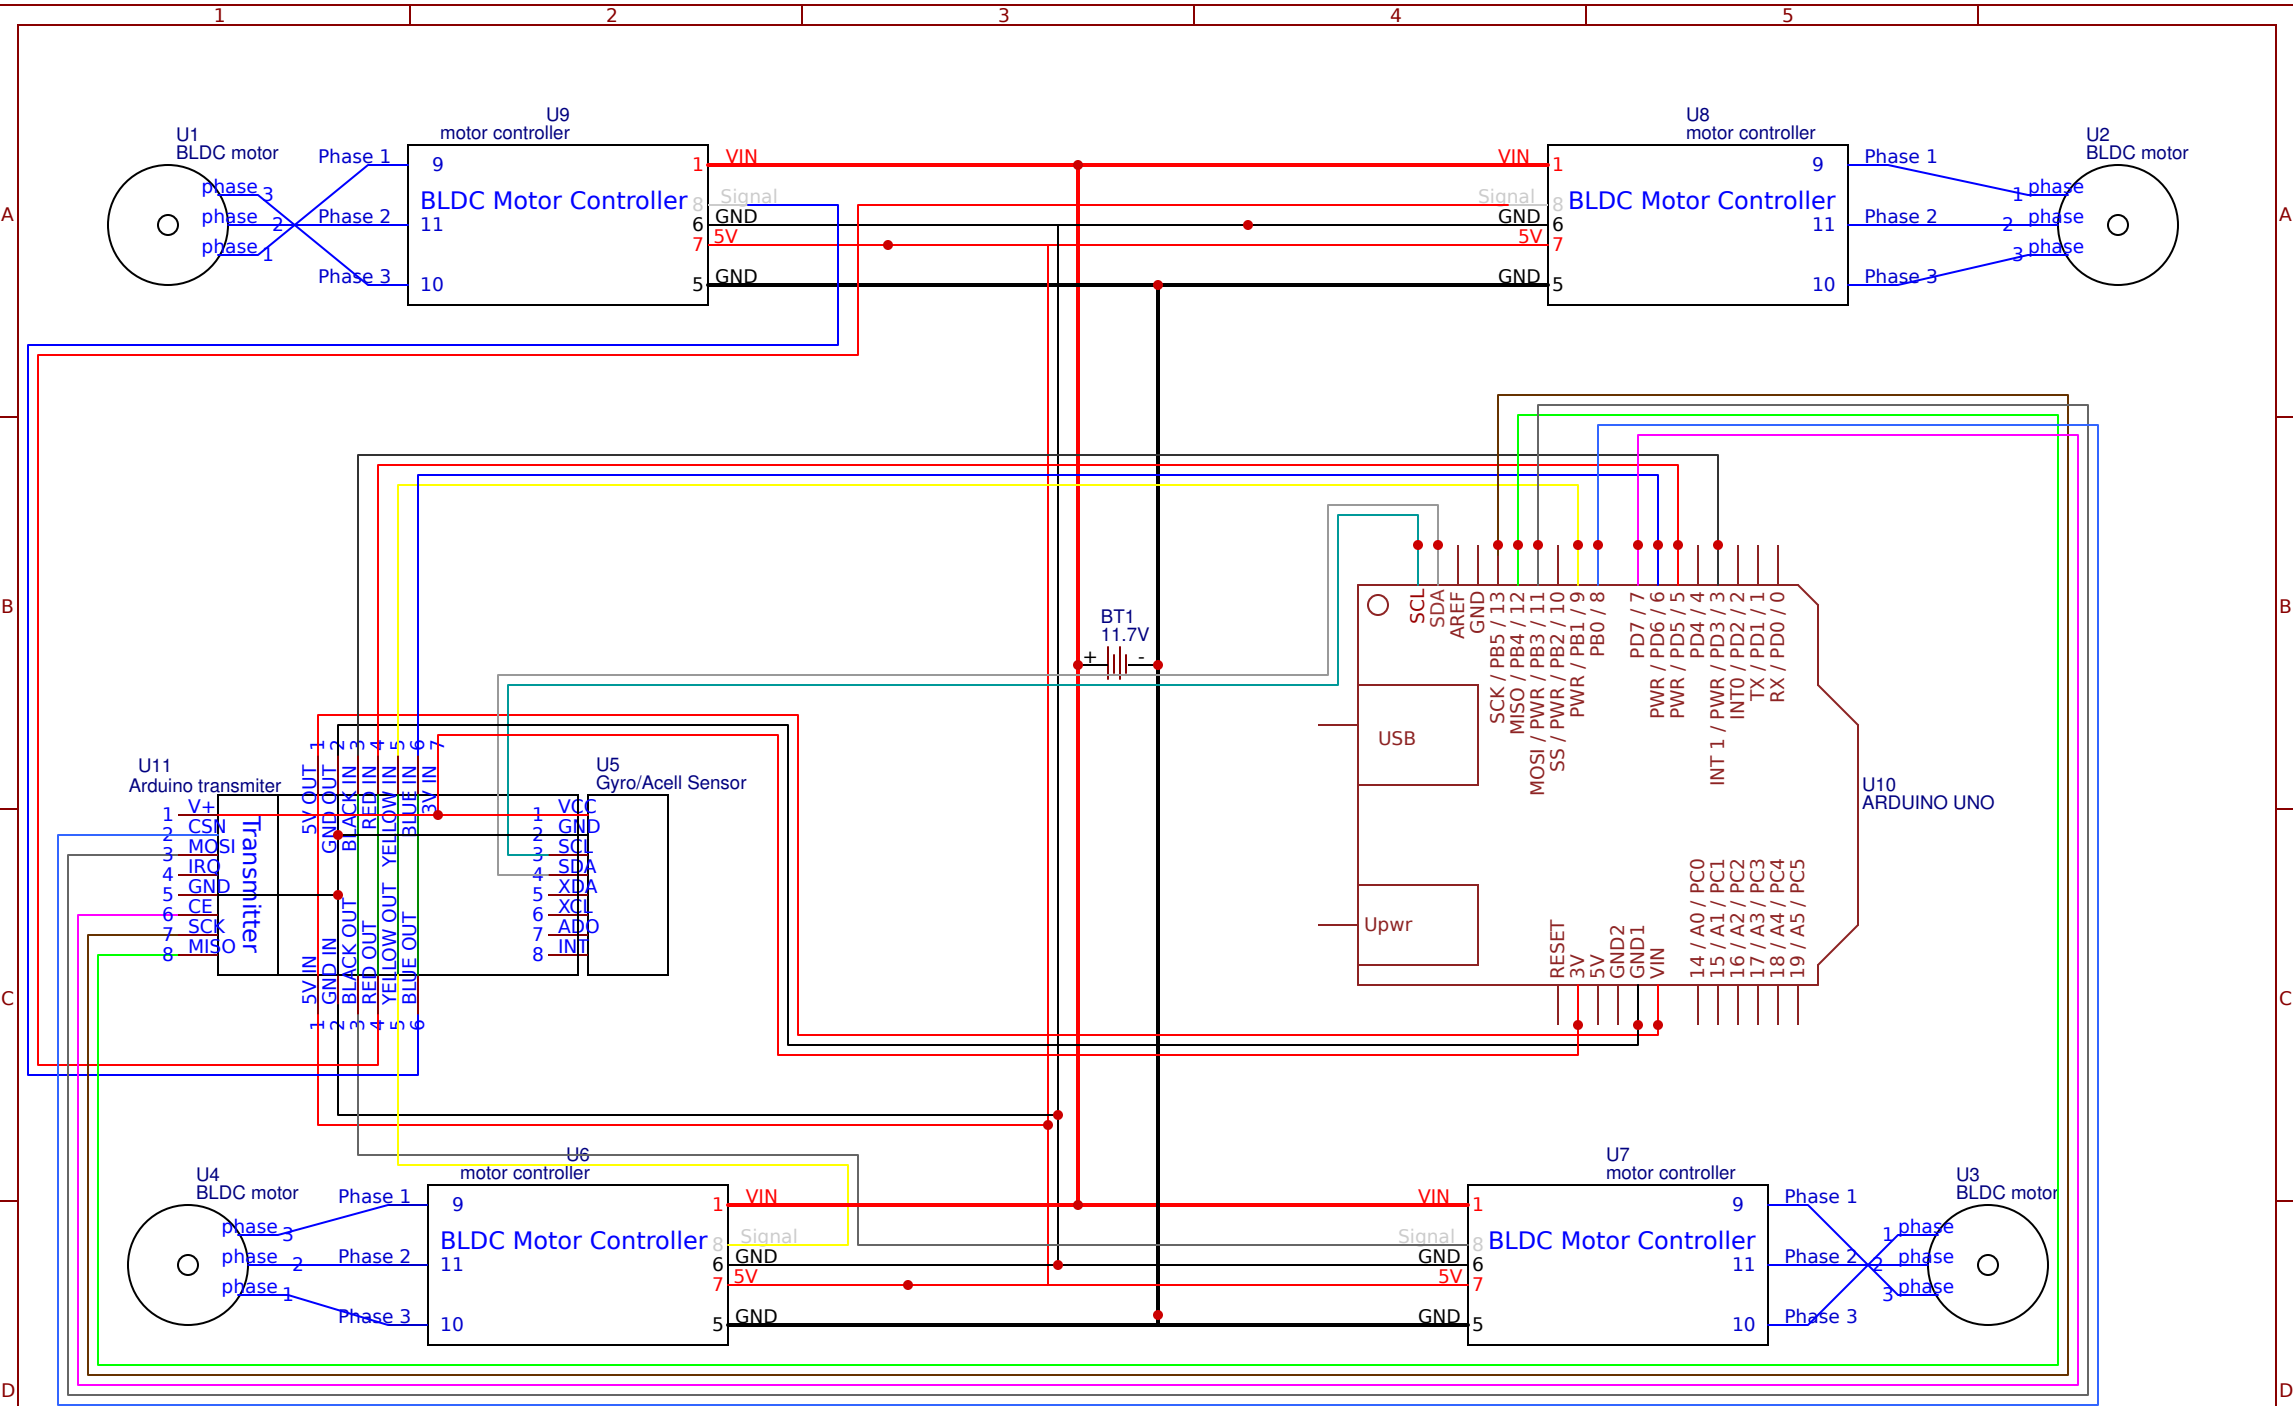 1
2
3
4
5
A
A
B
B
C
C
D
D
U1
BLDC motor
phase
3
phase
2
phase
1
U9
motor controller
Phase 1
9
Phase 2
11
Phase 3
10
BLDC Motor Controller
1
VIN
8
Signal
6
GND
7
5V
5
GND
U8
motor controller
VIN
1
Signal
8
GND
6
5V
7
GND
5
BLDC Motor Controller
9
Phase 1
11
Phase 2
10
Phase 3
U2
BLDC motor
1
phase
2
phase
3
phase
BT1
11.7V
+
-
SCL
SDA
AREF
GND
SCK / PB5 / 13
MISO / PB4 / 12
MOSI / PWR / PB3 / 11
SS / PWR / PB2 / 10
PWR / PB1 / 9
PB0 / 8
PD7 / 7
PWR / PD6 / 6
PWR / PD5 / 5
PD4 / 4
INT 1 / PWR / PD3 / 3
INT0 / PD2 / 2
TX / PD1 / 1
RX / PD0 / 0
USB
Upwr
U10
ARDUINO UNO
RESET
3V
5V
GND2
GND1
VIN
14 / A0 / PC0
15 / A1 / PC1
16 / A2 / PC2
17 / A3 / PC3
18 / A4 / PC4
19 / A5 / PC5
U11
Arduino transmiter
1
V+
2
CSN
3
MOSI
4
IRQ
5
GND
6
CE
7
SCK
8
MISO
Transmitter
1
2
3
4
5
6
7
5V OUT
GND OUT
BLACK IN
RED IN
YELLOW IN
BLUE IN
3V IN
5V IN
GND IN
BLACK OUT
RED OUT
YELLOW OUT
BLUE OUT
1
2
3
4
5
6
U5
Gyro/Acell Sensor
1
VCC
2
GND
3
SCL
4
SDA
5
XDA
6
XCL
7
ADO
8
INT
U4
BLDC motor
phase
3
phase
2
phase
1
U6
motor controller
Phase 1
9
Phase 2
11
Phase 3
10
BLDC Motor Controller
1
VIN
8
Signal
6
GND
7
5V
5
GND
U7
motor controller
VIN
1
Signal
8
GND
6
5V
7
GND
5
BLDC Motor Controller
9
Phase 1
11
Phase 2
10
Phase 3
U3
BLDC motor
1
phase
2
phase
3
phase